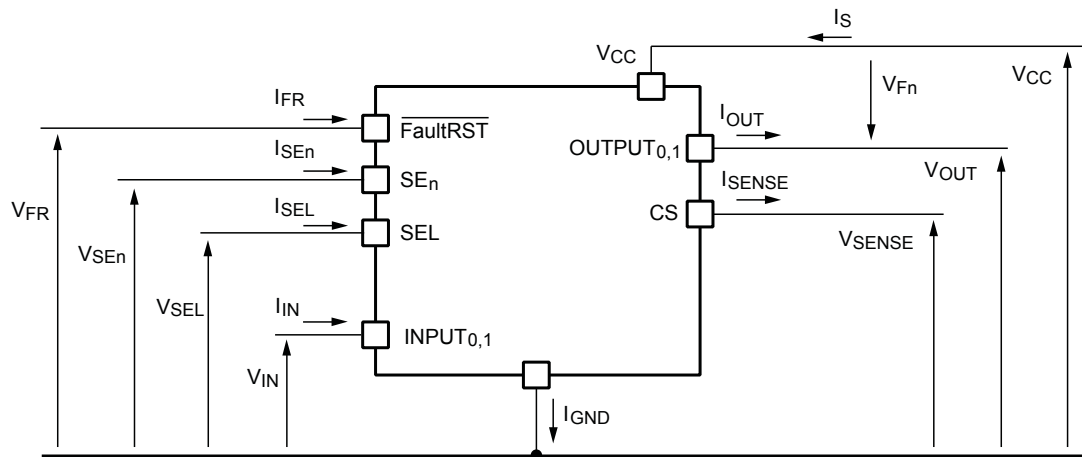 IS
VCC
VCC
VFn
IFR
FaultRST
IOUT
OUTPUT0,1
ISEn
SEn
VOUT
ISENSE
CS
VFR
ISEL
SEL
VSENSE
VSEn
VSEL
IIN
INPUT0,1
VIN
IGND